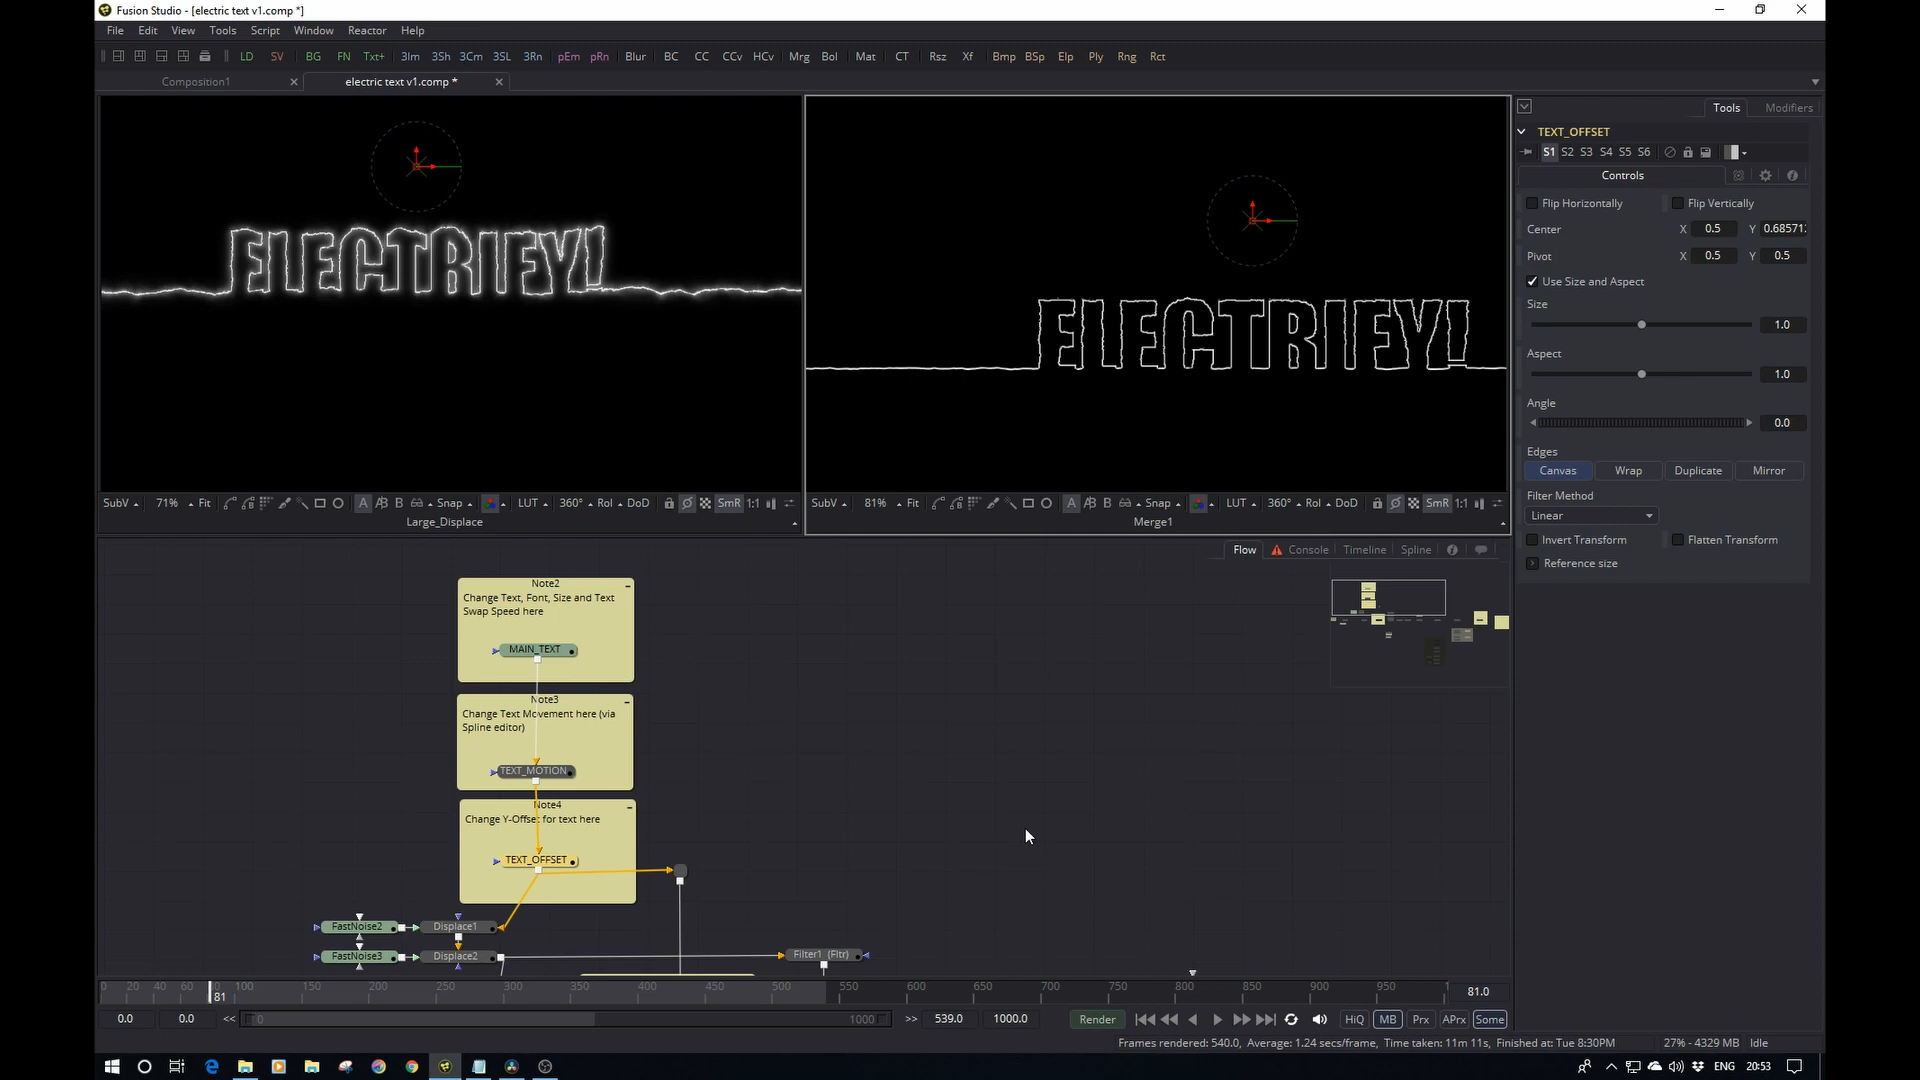 Fusion Studio - [electric text v1.comp *]
File Edit View Tools Script Window Reactor Help
LD SV BG FN Txt+ 3Im 3Sh 3Cm 3SL 3Rn pEm pRn Blur BC CC CCv HCv Mrg Bol Mat CT Rsz Xf Bmp BSp Elp Ply Rng Rct
Composition1
electric text v1.comp *
Tools Modifiers
TEXT_OFFSET
S1 S2 S3 S4 S5 S6
Controls
Flip Horizontally Flip Vertically
Center X 0.5 Y 0.68571
Pivot X 0.5 Y 0.5
Use Size and Aspect
Size
1.0
Aspect
1.0
Angle
0.0
Edges
Canvas Wrap Duplicate Mirror
Filter Method
Linear
Invert Transform Flatten Transform
Reference size
ELECTRIFY!
ELECTRIFY!
SubV 71% Fit A B Snap LUT 360° RoI DoD SmR 1:1
Large_Displace
SubV 81% Fit A B Snap LUT 360° RoI DoD SmR 1:1
Merge1
Flow Console Timeline Spline
Note2
Change Text, Font, Size and Text
Swap Speed here
MAIN_TEXT
Note3
Change Text Movement here (via
Spline editor)
TEXT_MOTION
Note4
Change Y-Offset for text here
TEXT_OFFSET
FastNoise2 Displace1
FastNoise3 Displace2
Filter1 (Fltr)
0 20 40 60 80 100 150 200 250 300 350 400 450 500 550 600 650 700 750 800 850 900 950 1
81
81.0
0.0 0.0 << 0 1000 >> 539.0 1000.0 Render HiQ MB Prx APrx Some
Frames rendered: 540.0, Average: 1.24 secs/frame, Time taken: 11m 11s, Finished at: Tue 8:30PM 27% - 4329 MB Idle
ENG 20:53